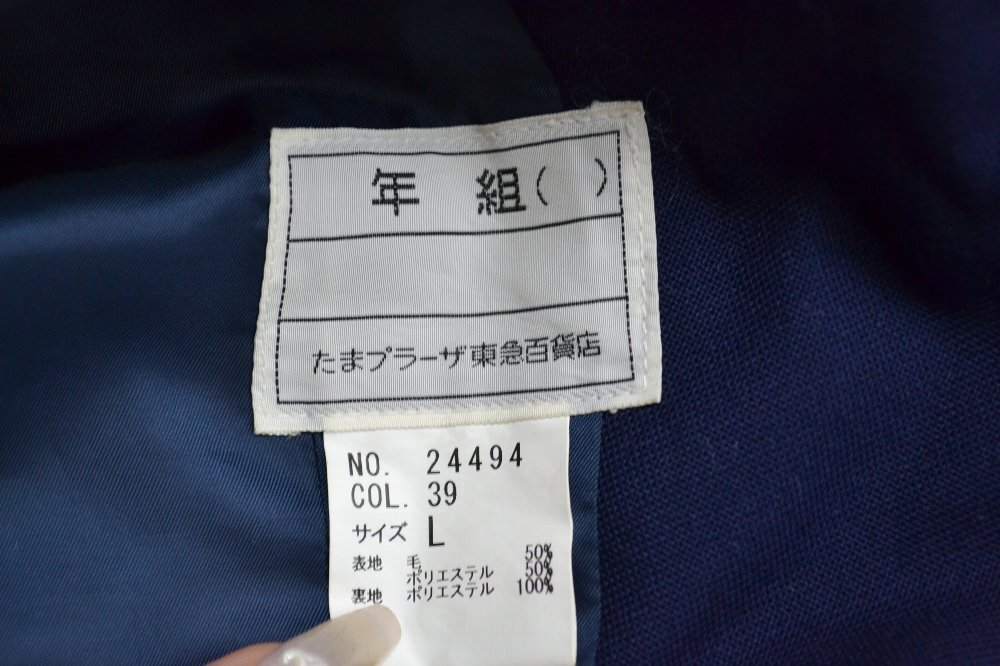 年 組( )
たまプラーザ東急百貨店
NO. 24494
COL. 39
サイズ L
表地 毛 50%
ポリエステル 50%
裏地 ポリエステル 100%